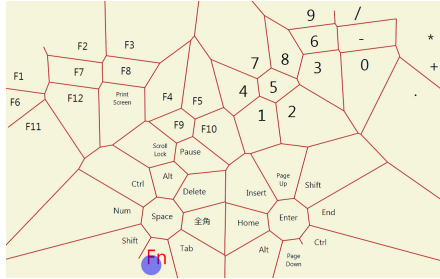 9 /
F2 F3 6 - *
7 8 3 0 +
F1 F7 F8
F6 F12 Print Screen F4 F5 4 5 .
F11 F9 F10 1 2
Scroll Lock Pause
Ctrl Alt Delete Insert Page Up Shift
Num Space 全角 Home Enter End
Shift Fn Tab Alt Page Down Ctrl